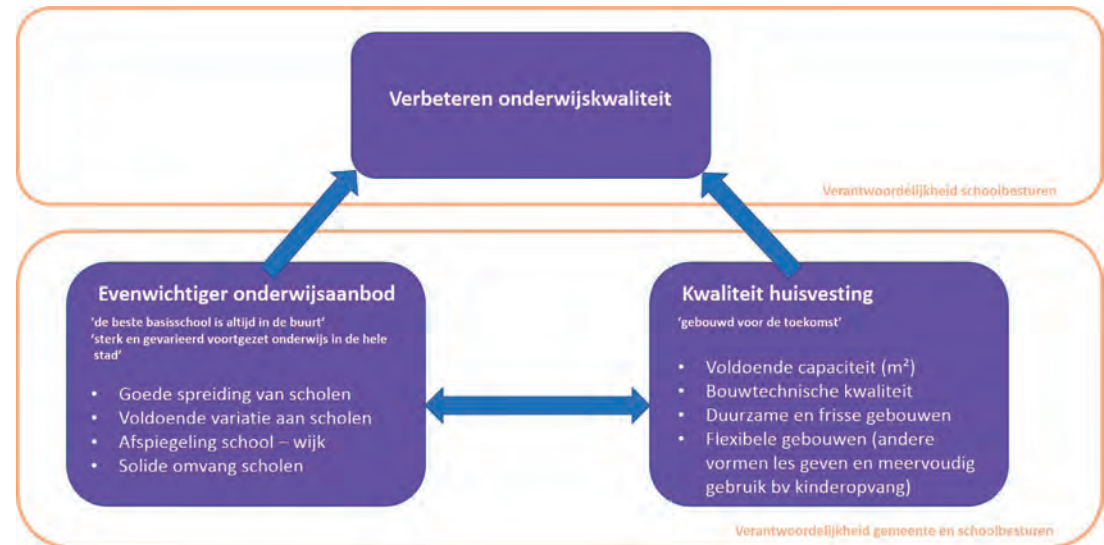 Verbeteren onderwijskwaliteit
Verantwoordelijkheid schoolbesturen
Evenwichtiger onderwijsaanbod
'de beste basisschool is altijd in de buurt'
'sterk en gevarieerd voortgezet onderwijs in de hele
stad'
• Goede spreiding van scholen
• Voldoende variatie aan scholen
• Afspiegeling school – wijk
• Solide omvang scholen
Kwaliteit huisvesting
'gebouwd voor de toekomst'
• Voldoende capaciteit (m²)
• Bouwtechnische kwaliteit
• Duurzame en frisse gebouwen
• Flexibele gebouwen (andere
vormen les geven en meervoudig
gebruik bv kinderopvang)
Verantwoordelijkheid gemeente en schoolbesturen